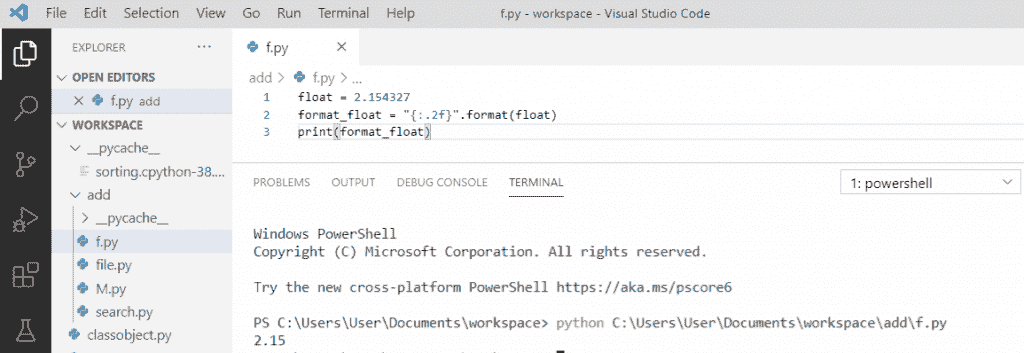 File Edit Selection View Go Run Terminal Help f.py - workspace - Visual Studio Code
EXPLORER ...
OPEN EDITORS
f.py add
WORKSPACE
__pycache__
sorting.cpython-38....
add
__pycache__
f.py
file.py
M.py
search.py
classobject.py
f.py
add > f.py > ...
1 float = 2.154327
2 format_float = "{:.2f}".format(float)
3 print(format_float)
PROBLEMS OUTPUT DEBUG CONSOLE TERMINAL 1: powershell
Windows PowerShell
Copyright (C) Microsoft Corporation. All rights reserved.
Try the new cross-platform PowerShell https://aka.ms/pscore6
PS C:\Users\User\Documents\workspace> python C:\Users\User\Documents\workspace\add\f.py
2.15